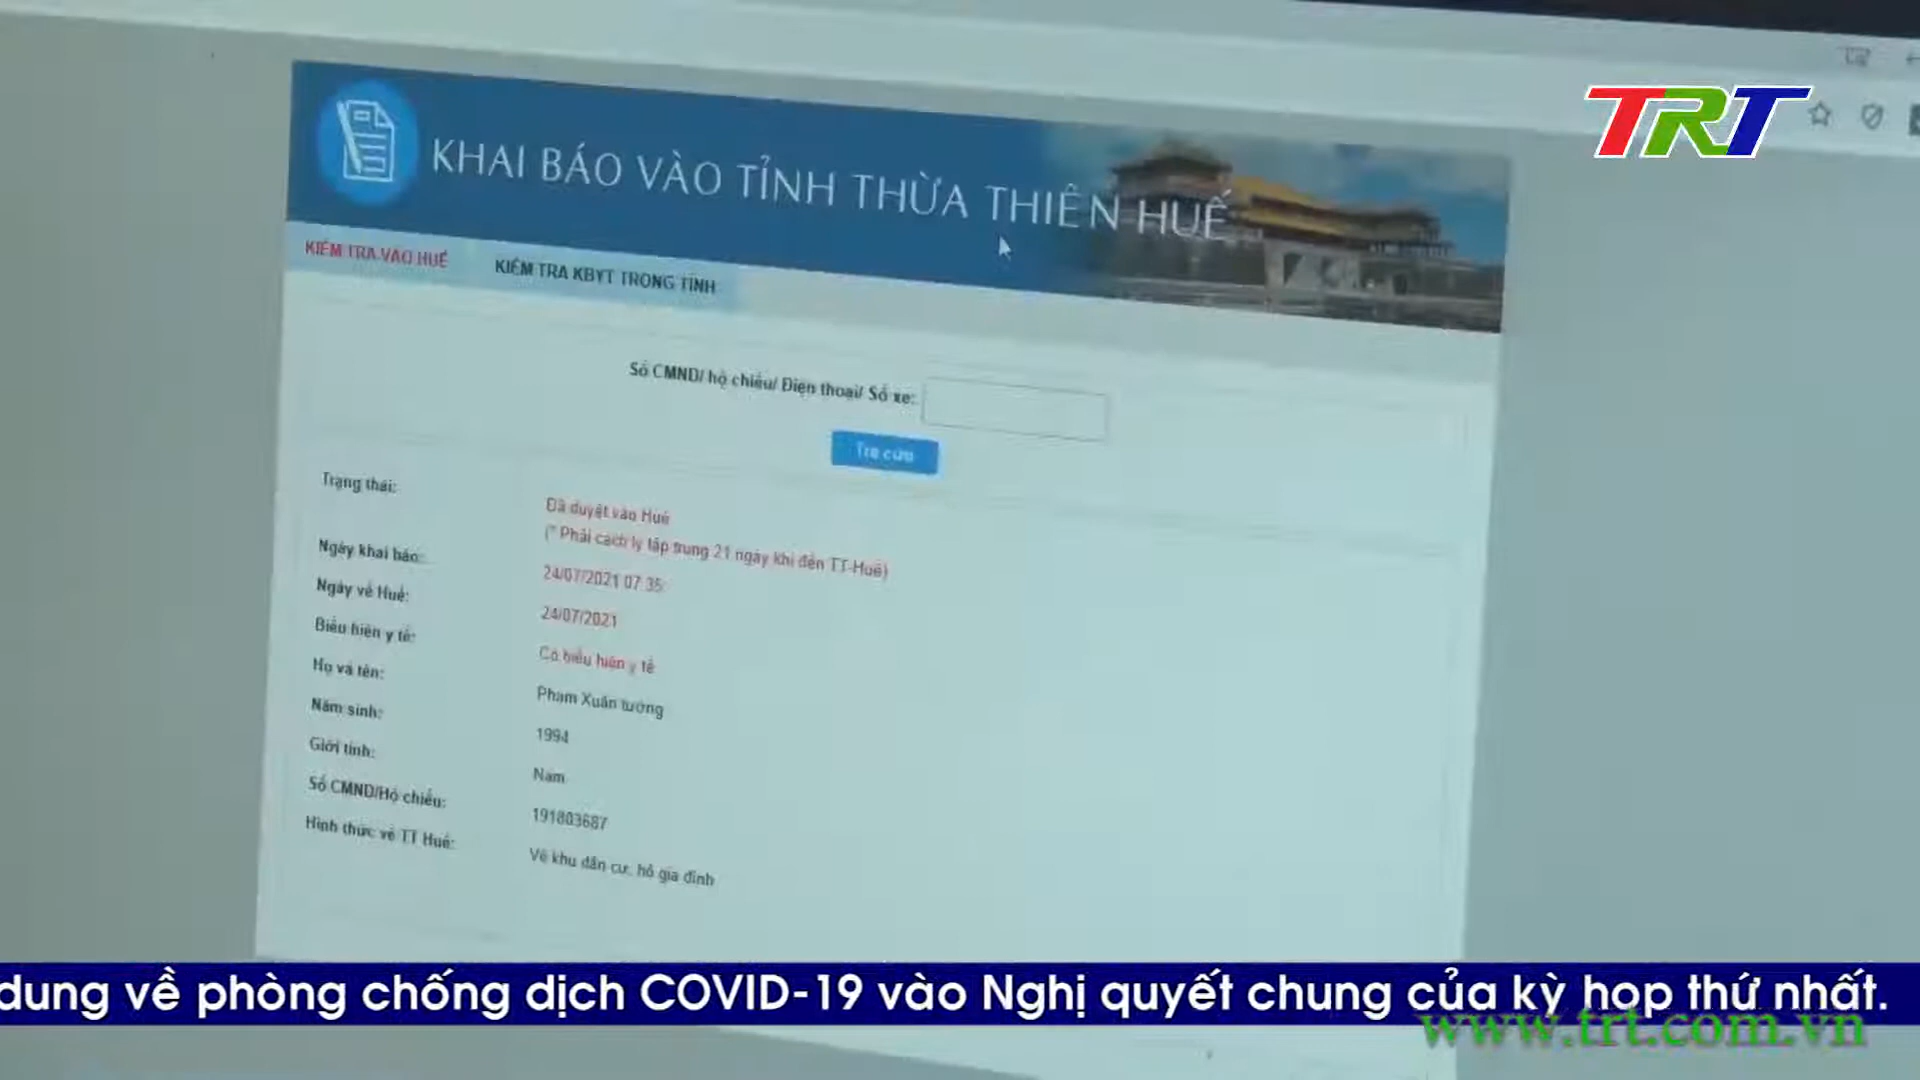 TRT
KHAI BÁO VÀO TỈNH THỪA THIÊN HUẾ
KIỂM TRA VÀO HUẾ
KIỂM TRA KBYT TRONG TỈNH
Số CMND/ hộ chiếu/ Điện thoại/ Số xe:
Tra cứu
Trạng thái:
Đã duyệt vào Huế
(* Phải cách ly tập trung 21 ngày khi đến TT-Huế)
Ngày khai báo: 24/07/2021 07:35
Ngày về Huế: 24/07/2021
Biểu hiện y tế: Có biểu hiện y tế
Họ và tên: Phạm Xuân tướng
Năm sinh: 1994
Giới tính: Nam
Số CMND/Hộ chiếu: 191803687
Hình thức về TT Huế: Về khu dân cư, hộ gia đình
dung về phòng chống dịch COVID-19 vào Nghị quyết chung của kỳ họp thứ nhất.
www.trt.com.vn